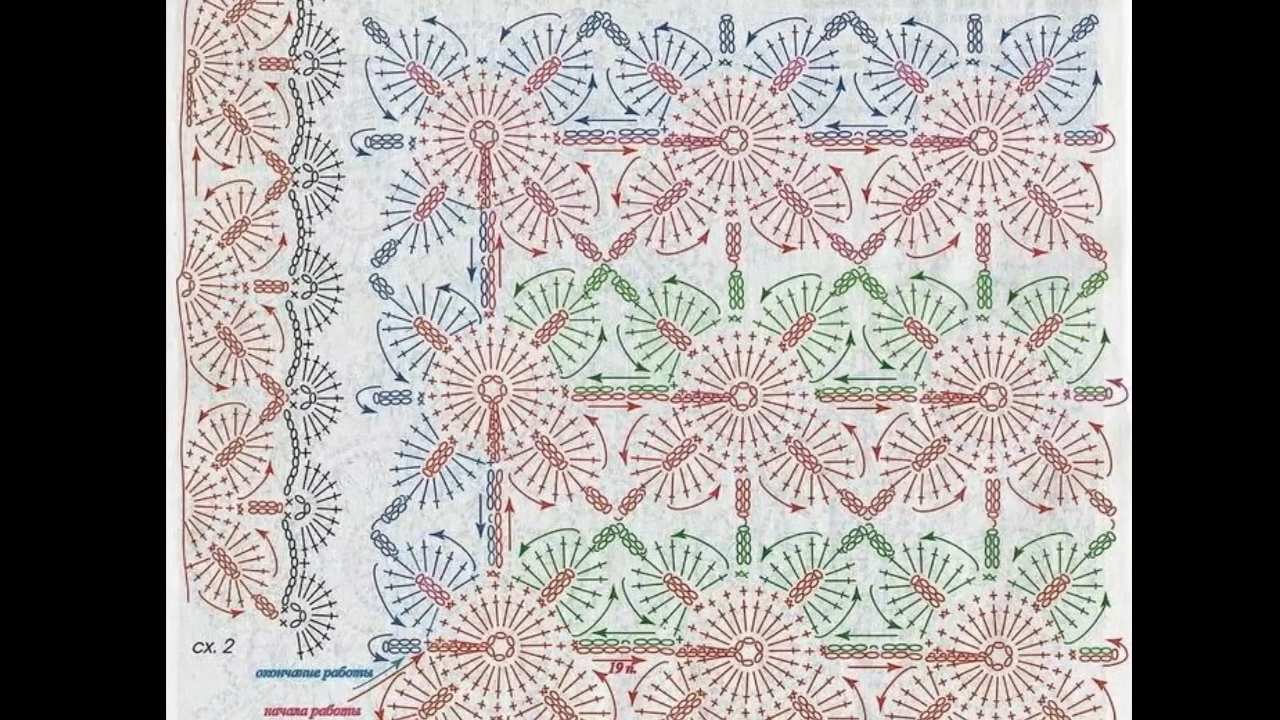 сх. 2
окончание работы
19 п.
начала работы